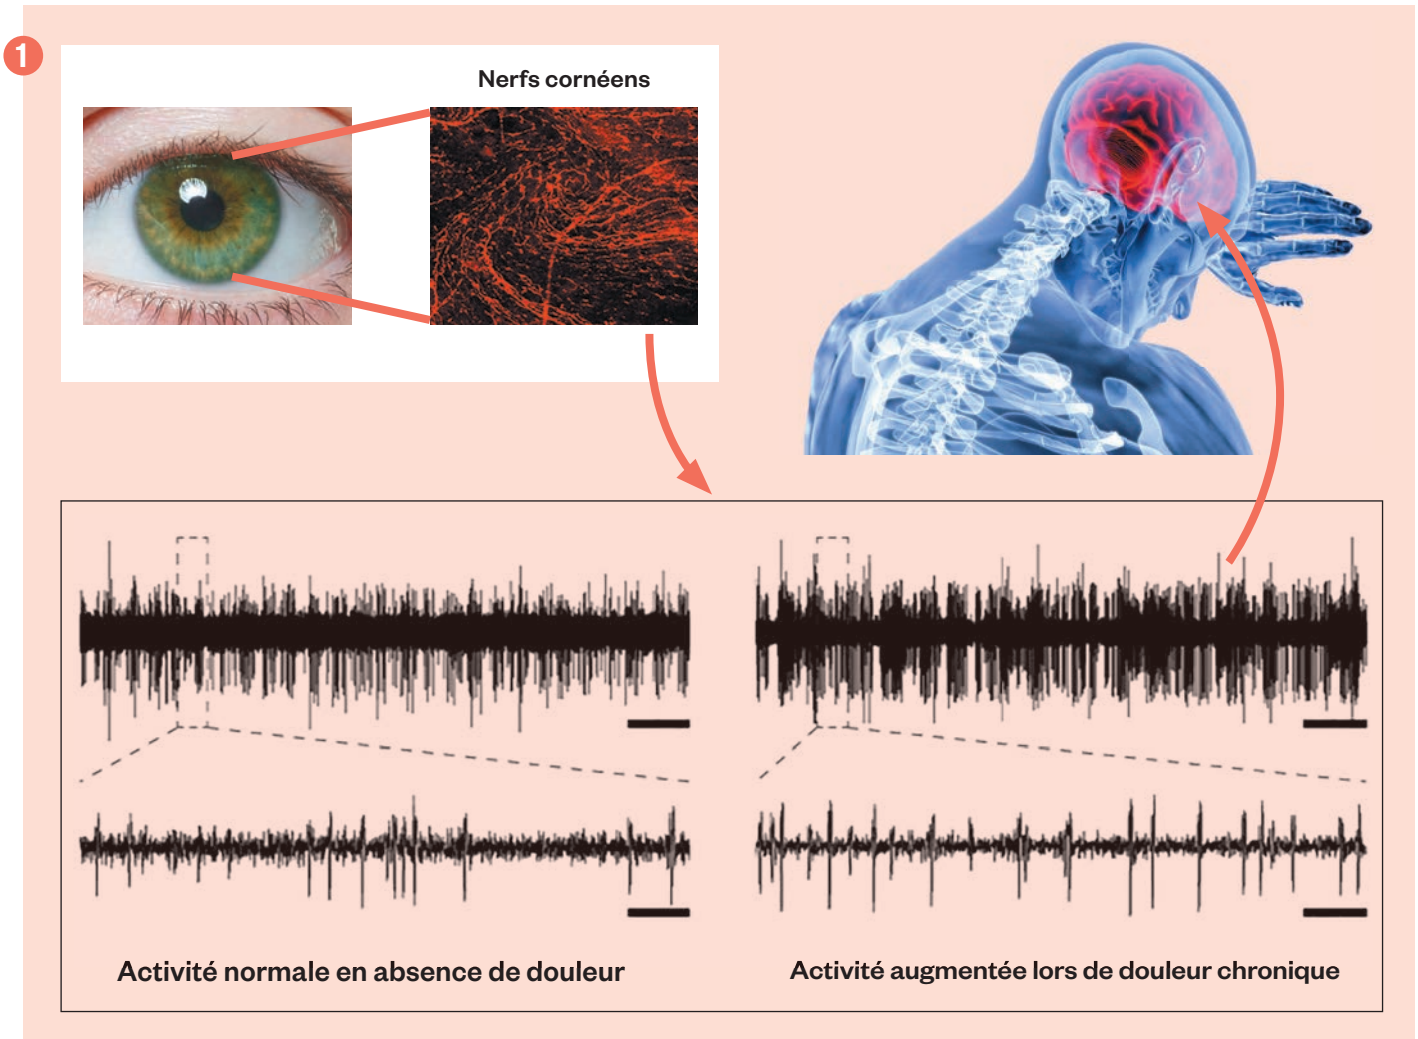 1
Nerfs cornéens
Activité normale en absence de douleur
Activité augmentée lors de douleur chronique